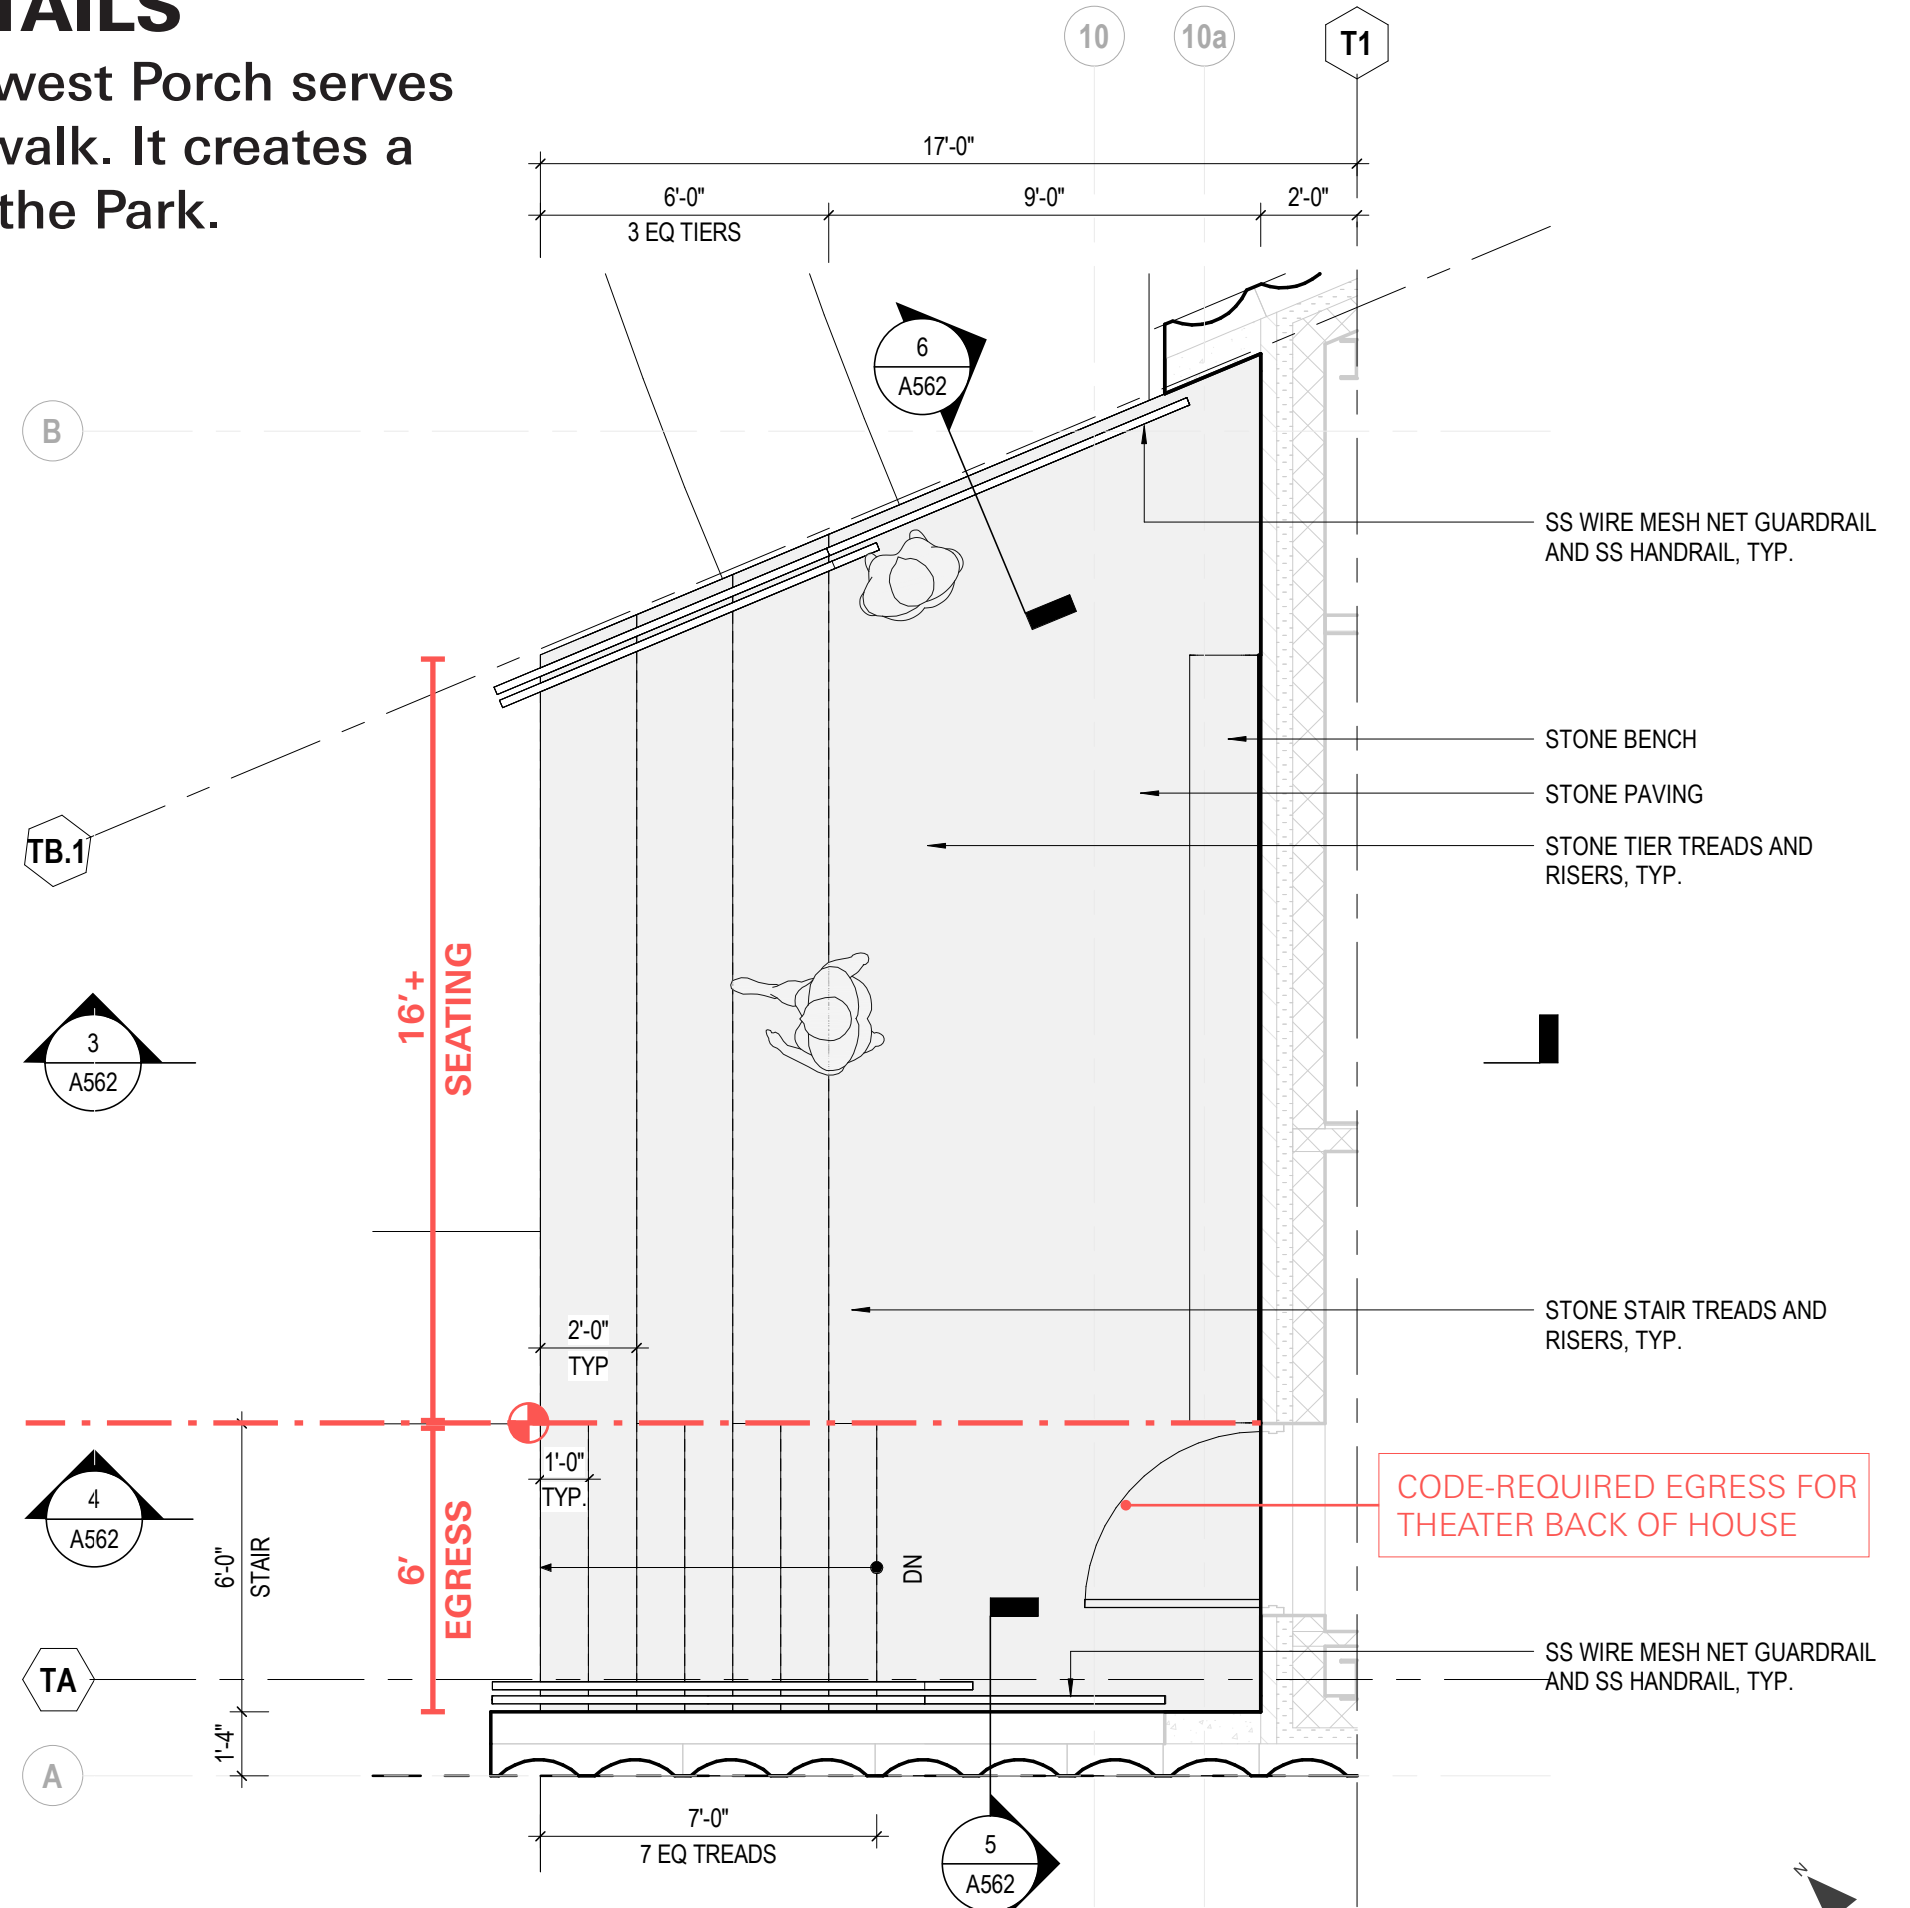 TAILS
west Porch serves
walk. It creates a
the Park.
10
10a
T1
17'-0"
6'-0"
9'-0"
2'-0"
3 EQ TIERS
6
A562
B
SS WIRE MESH NET GUARDRAIL
AND SS HANDRAIL, TYP.
STONE BENCH
STONE PAVING
STONE TIER TREADS AND
RISERS, TYP.
TB.1
16'+
SEATING
3
A562
STONE STAIR TREADS AND
RISERS, TYP.
2'-0"
TYP
1'-0"
TYP.
CODE-REQUIRED EGRESS FOR
THEATER BACK OF HOUSE
4
A562
6'-0"
STAIR
6'
EGRESS
DN
SS WIRE MESH NET GUARDRAIL
AND SS HANDRAIL, TYP.
TA
1'-4"
A
7'-0"
7 EQ TREADS
5
A562
N